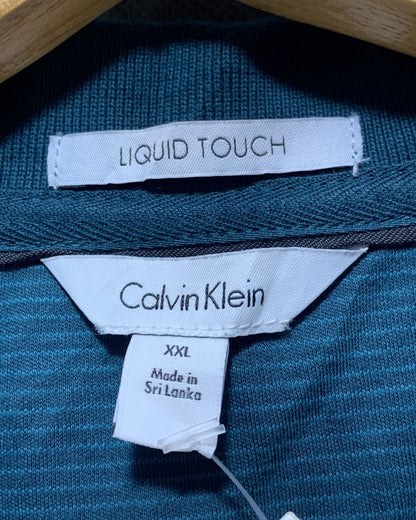 LIQUID TOUCH
Calvin Klein
XXL
Made in
Sri Lanka